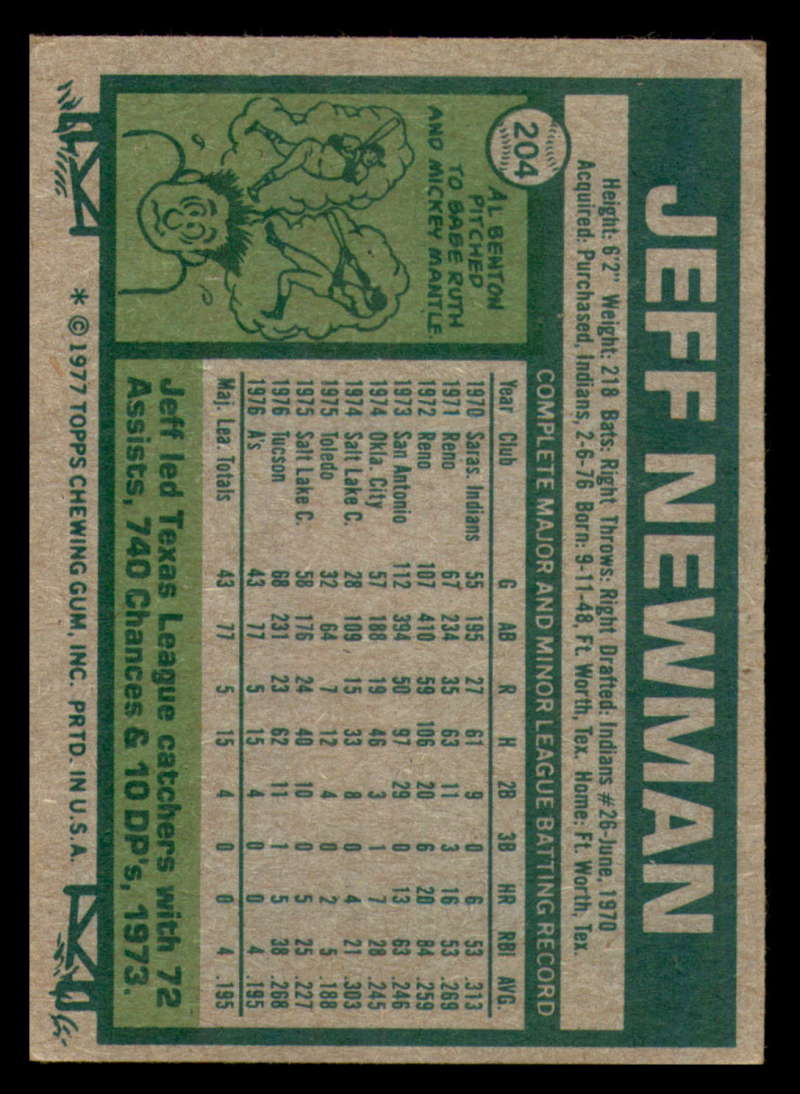 JEFF NEWMAN
204
Height: 6'2" Weight: 218 Bats: Right Throws: Right Drafted: Indians #26-June, 1970
Acquired: Purchased, Indians, 2-6-76 Born: 9-11-48, Ft. Worth, Tex. Home: Ft. Worth, Tex.
COMPLETE MAJOR AND MINOR LEAGUE BATTING RECORD
Year Club G AB R H 2B 3B HR RBI AVG.
1970 Saras. Indians 55 195 27 61 9 0 6 53 .313
1971 Reno 67 234 35 63 11 3 16 53 .269
1972 Reno 107 410 59 106 20 6 20 84 .259
1973 San Antonio 112 394 50 97 29 0 13 63 .246
1974 Okla. City 57 188 19 46 3 1 7 28 .245
1974 Salt Lake C. 28 109 15 33 8 0 4 21 .303
1975 Toledo 32 64 7 12 4 0 2 5 .188
1975 Salt Lake C. 58 176 24 40 10 0 5 25 .227
1976 Tucson 68 231 23 62 11 1 5 38 .268
1976 A's 43 77 5 15 4 0 0 4 .195
Maj. Lea. Totals 43 77 5 15 4 0 0 4 .195
AL BENTON
PITCHED
TO BABE RUTH
AND MICKEY MANTLE.
Jeff led Texas League catchers with 72
Assists, 740 Chances & 10 DP's, 1973.
* © 1977 TOPPS CHEWING GUM, INC. PRTD. IN U.S.A.